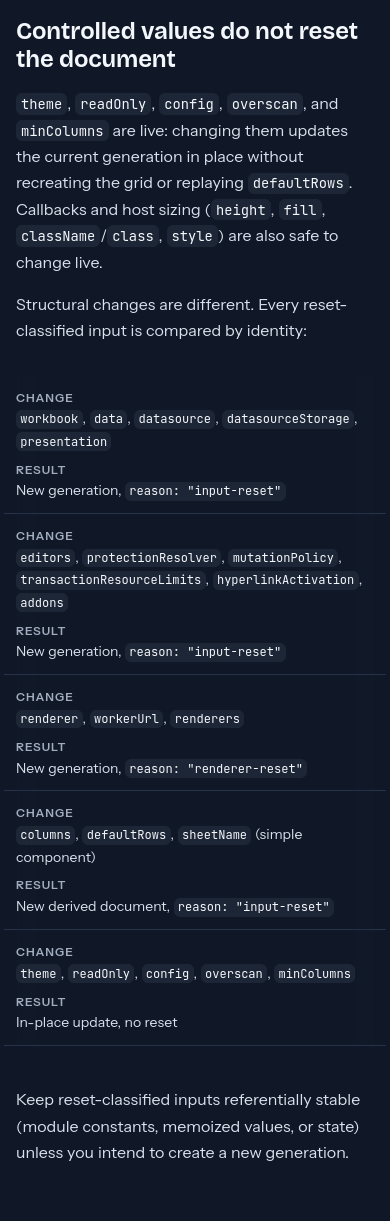 Controlled values do not reset
the document
theme, readOnly, config, overscan, and
minColumns are live: changing them updates
the current generation in place without
recreating the grid or replaying defaultRows.
Callbacks and host sizing (height, fill,
className/class, style) are also safe to
change live.
Structural changes are different. Every reset-
classified input is compared by identity:
CHANGE
workbook, data, datasource, datasourceStorage,
presentation
RESULT
New generation, reason: "input-reset"
CHANGE
editors, protectionResolver, mutationPolicy,
transactionResourceLimits, hyperlinkActivation,
addons
RESULT
New generation, reason: "input-reset"
CHANGE
renderer, workerUrl, renderers
RESULT
New generation, reason: "renderer-reset"
CHANGE
columns, defaultRows, sheetName (simple
component)
RESULT
New derived document, reason: "input-reset"
CHANGE
theme, readOnly, config, overscan, minColumns
RESULT
In-place update, no reset
Keep reset-classified inputs referentially stable
(module constants, memoized values, or state)
unless you intend to create a new generation.